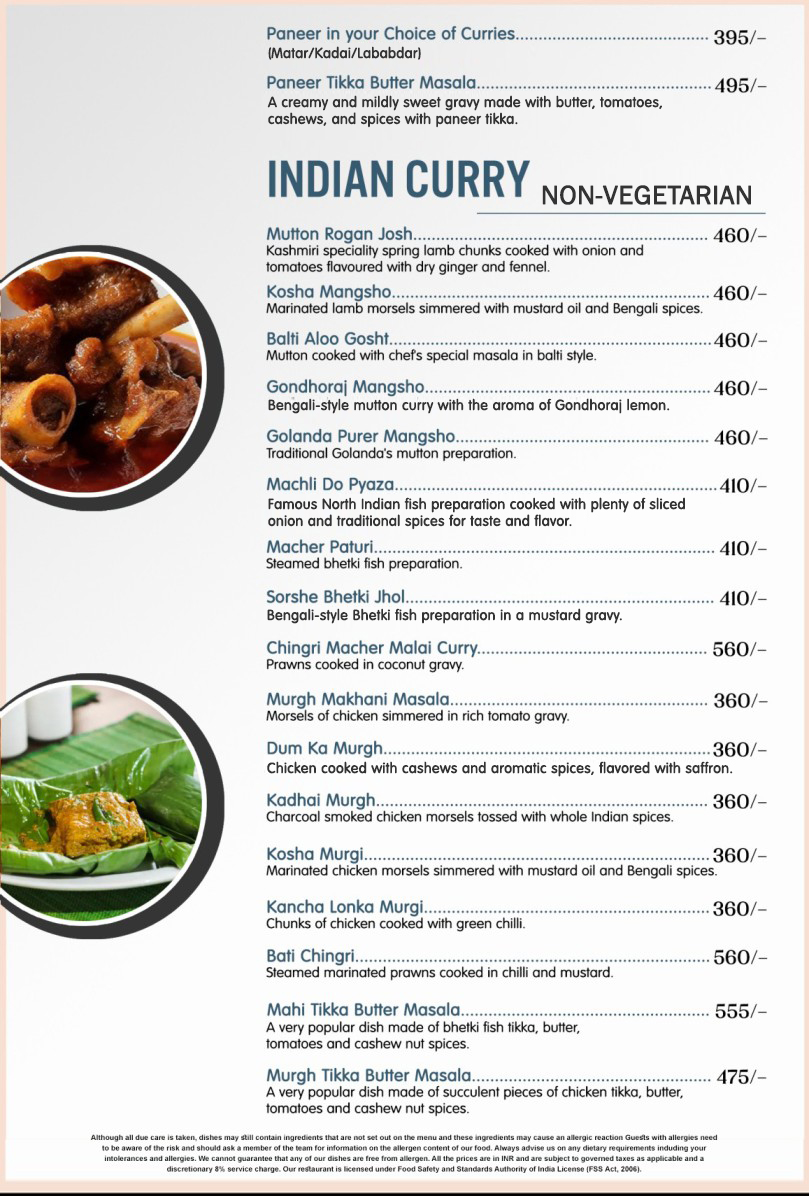 Paneer in your Choice of Curries.......................................... 395/-
(Matar/Kadai/Lababdar)
Paneer Tikka Butter Masala.................................................. 495/-
A creamy and mildly sweet gravy made with butter, tomatoes,
cashews, and spices with paneer tikka.
INDIAN CURRY NON-VEGETARIAN
Mutton Rogan Josh............................................................... 460/-
Kashmiri speciality spring lamb chunks cooked with onion and
tomatoes flavoured with dry ginger and fennel.
Kosha Mangsho..................................................................... 460/-
Marinated lamb morsels simmered with mustard oil and Bengali spices.
Balti Aloo Gosht..................................................................... 460/-
Mutton cooked with chef's special masala in balti style.
Gondhoraj Mangsho.............................................................. 460/-
Bengali-style mutton curry with the aroma of Gondhoraj lemon.
Golanda Purer Mangsho....................................................... 460/-
Traditional Golanda's mutton preparation.
Machli Do Pyaza..................................................................... 410/-
Famous North Indian fish preparation cooked with plenty of sliced
onion and traditional spices for taste and flavor.
Macher Paturi......................................................................... 410/-
Steamed bhetki fish preparation.
Sorshe Bhetki Jhol.................................................................. 410/-
Bengali-style Bhetki fish preparation in a mustard gravy.
Chingri Macher Malai Curry.................................................. 560/-
Prawns cooked in coconut gravy.
Murgh Makhani Masala........................................................ 360/-
Morsels of chicken simmered in rich tomato gravy.
Dum Ka Murgh....................................................................... 360/-
Chicken cooked with cashews and aromatic spices, flavored with saffron.
Kadhai Murgh......................................................................... 360/-
Charcoal smoked chicken morsels tossed with whole Indian spices.
Kosha Murgi............................................................................ 360/-
Marinated chicken morsels simmered with mustard oil and Bengali spices.
Kancha Lonka Murgi.............................................................. 360/-
Chunks of chicken cooked with green chilli.
Bati Chingri............................................................................. 560/-
Steamed marinated prawns cooked in chilli and mustard.
Mahi Tikka Butter Masala...................................................... 555/-
A very popular dish made of bhetki fish tikka, butter,
tomatoes and cashew nut spices.
Murgh Tikka Butter Masala.................................................... 475/-
A very popular dish made of succulent pieces of chicken tikka, butter,
tomatoes and cashew nut spices.
Although all due care is taken, dishes may still contain ingredients that are not set out on the menu and these ingredients may cause an allergic reaction Guests with allergies need
to be aware of the risk and should ask a member of the team for information on the allergen content of our food. Always advise us on any dietary requirements including your
intolerances and allergies. We cannot guarantee that any of our dishes are free from allergen. All the prices are in INR and are subject to governed taxes as applicable and a
discretionary 8% service charge. Our restaurant is licensed under Food Safety and Standards Authority of India License (FSS Act, 2006).